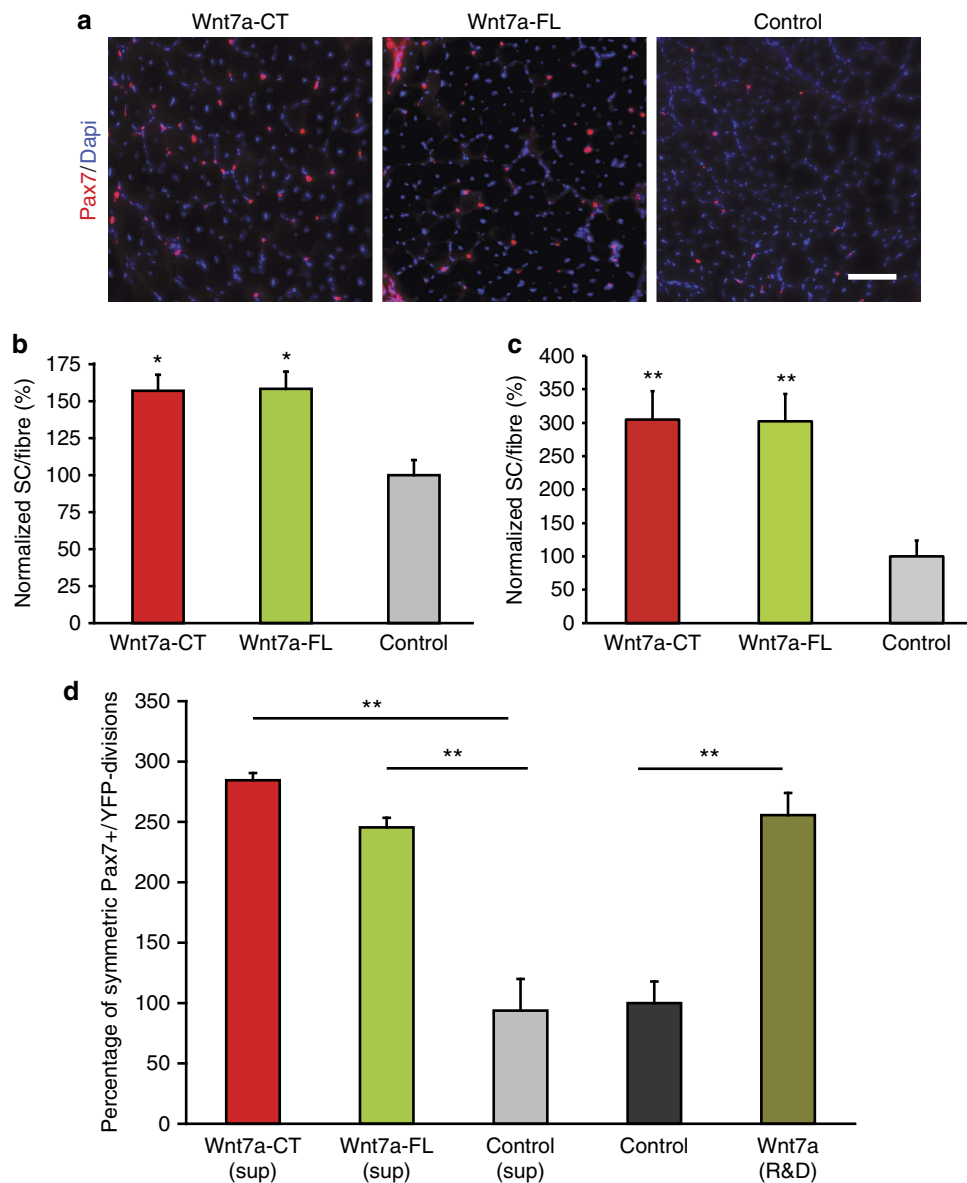 a
Wnt7a-CT
Wnt7a-FL
Control
Pax7/Dapi
b
Normalized SC/fibre (%)
175
150
125
100
75
50
25
0
*
*
Wnt7a-CT
Wnt7a-FL
Control
c
Normalized SC/fibre (%)
400
350
300
250
200
150
100
50
0
**
**
Wnt7a-CT
Wnt7a-FL
Control
d
Percentage of symmetric Pax7+/YFP-divisions
350
300
250
200
150
100
50
0
**
**
**
Wnt7a-CT
(sup)
Wnt7a-FL
(sup)
Control
(sup)
Control
Wnt7a
(R&D)